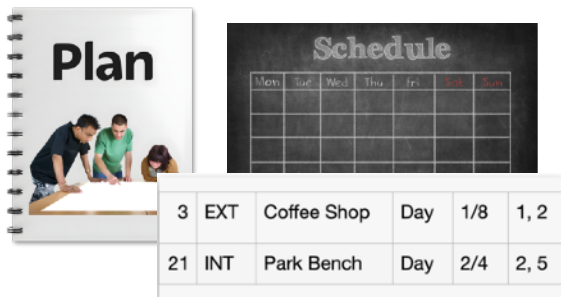 Plan
Schedule
Mon Tue Wed Thu Fri Sat Sun
3 EXT Coffee Shop Day 1/8 1, 2
21 INT Park Bench Day 2/4 2, 5